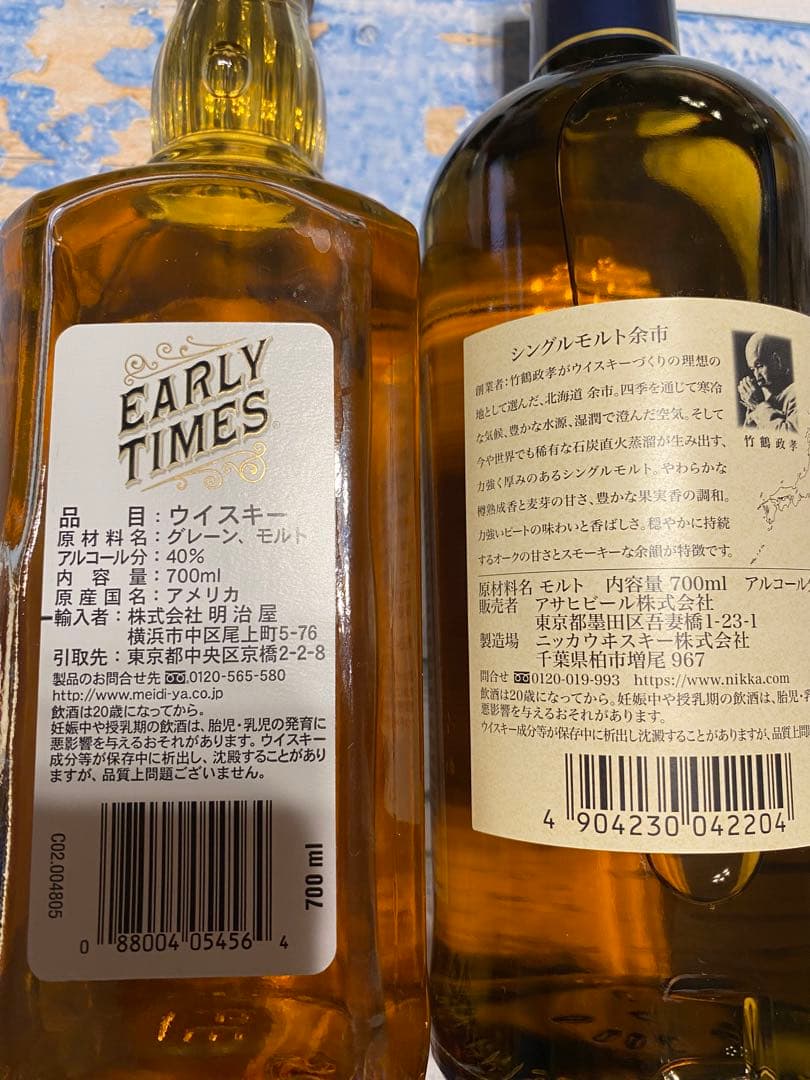 EARLY
TIMES
品目：ウイスキー
原材料名：グレーン、モルト
アルコール分：40%
内容量：700ml
原産国名：アメリカ
輸入者：株式会社 明治屋
横浜市中区尾上町5-76
引取先：東京都中央区京橋2-2-8
製品のお問合せ先 0120-565-580
http://www.meidi-ya.co.jp
飲酒は20歳になってから。
妊娠中や授乳期の飲酒は、胎児・乳児の発育に
悪影響を与えるおそれがあります。ウイスキー
成分等が保存中に析出し、沈殿することがあり
ますが、品質上問題ございません。
C02.004805
700 ml
0 88004 05456 4
シングルモルト余市
創業者：竹鶴政孝がウイスキーづくりの理想の
地として選んだ、北海道 余市。四季を通じて寒冷
な気候、豊かな水源、湿潤で澄んだ空気。そして
今や世界でも稀有な石炭直火蒸溜が生み出す、
力強く厚みのあるシングルモルト。やわらかな
樽熟成香と麦芽の甘さ、豊かな果実香の調和。
力強いピートの味わいと香ばしさ。穏やかに持続
するオークの甘さとスモーキーな余韻が特徴です。
竹鶴政孝
原材料名 モルト 内容量 700ml アルコール
販売者 アサヒビール株式会社
東京都墨田区吾妻橋1-23-1
製造場 ニッカウヰスキー株式会社
千葉県柏市増尾 967
問合せ 0120-019-993 https://www.nikka.com
飲酒は20歳になってから。妊娠中や授乳期の飲酒は、胎児・
悪影響を与えるおそれがあります。
ウイスキー成分等が保存中に析出し沈澱することがありますが、品質上問
4 904230 042204